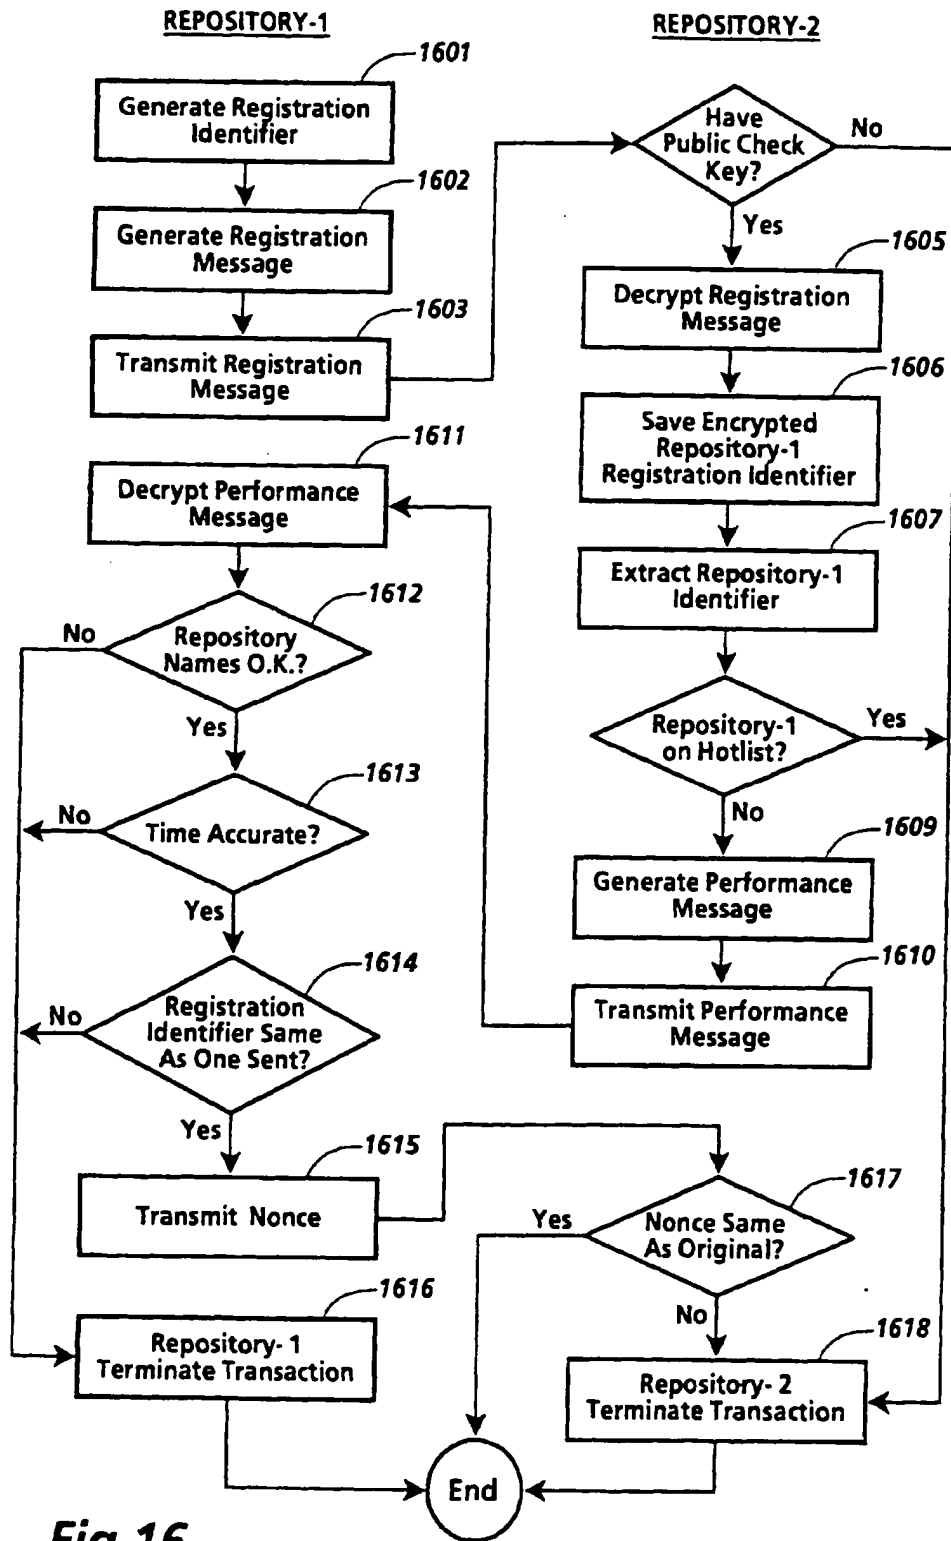 REPOSITORY-1
1601
Generate Registration
Identifier
1602
Generate Registration
Message
1603
Transmit Registration
Message
1611
Decrypt Performance
Message
1612
No
Repository
Names O.K.?
Yes
1613
No
Time Accurate?
Yes
1614
No
Registration
Identifier Same
As One Sent?
Yes
1615
Transmit Nonce
1616
Repository- 1
Terminate Transaction
REPOSITORY-2
Have
Public Check
Key?
No
Yes
1605
Decrypt Registration
Message
1606
Save Encrypted
Repository-1
Registration Identifier
1607
Extract Repository-1
Identifier
Repository-1
on Hotlist?
Yes
No
1609
Generate Performance
Message
1610
Transmit Performance
Message
1617
Yes
Nonce Same
As Original?
No
1618
Repository- 2
Terminate Transaction
End
Fig.16